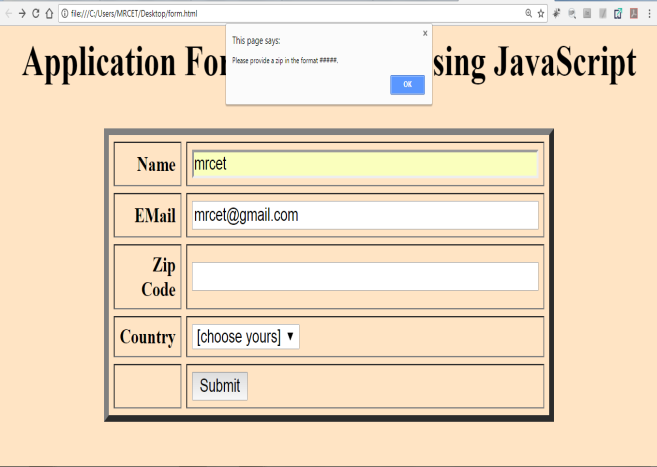 file:///C:/Users/MRCET/Desktop/form.html
This page says:
Please provide a zip in the format #####.
OK
Application For sing JavaScript
Name
mrcet
EMail
mrcet@gmail.com
Zip
Code
Country
[choose yours]
Submit